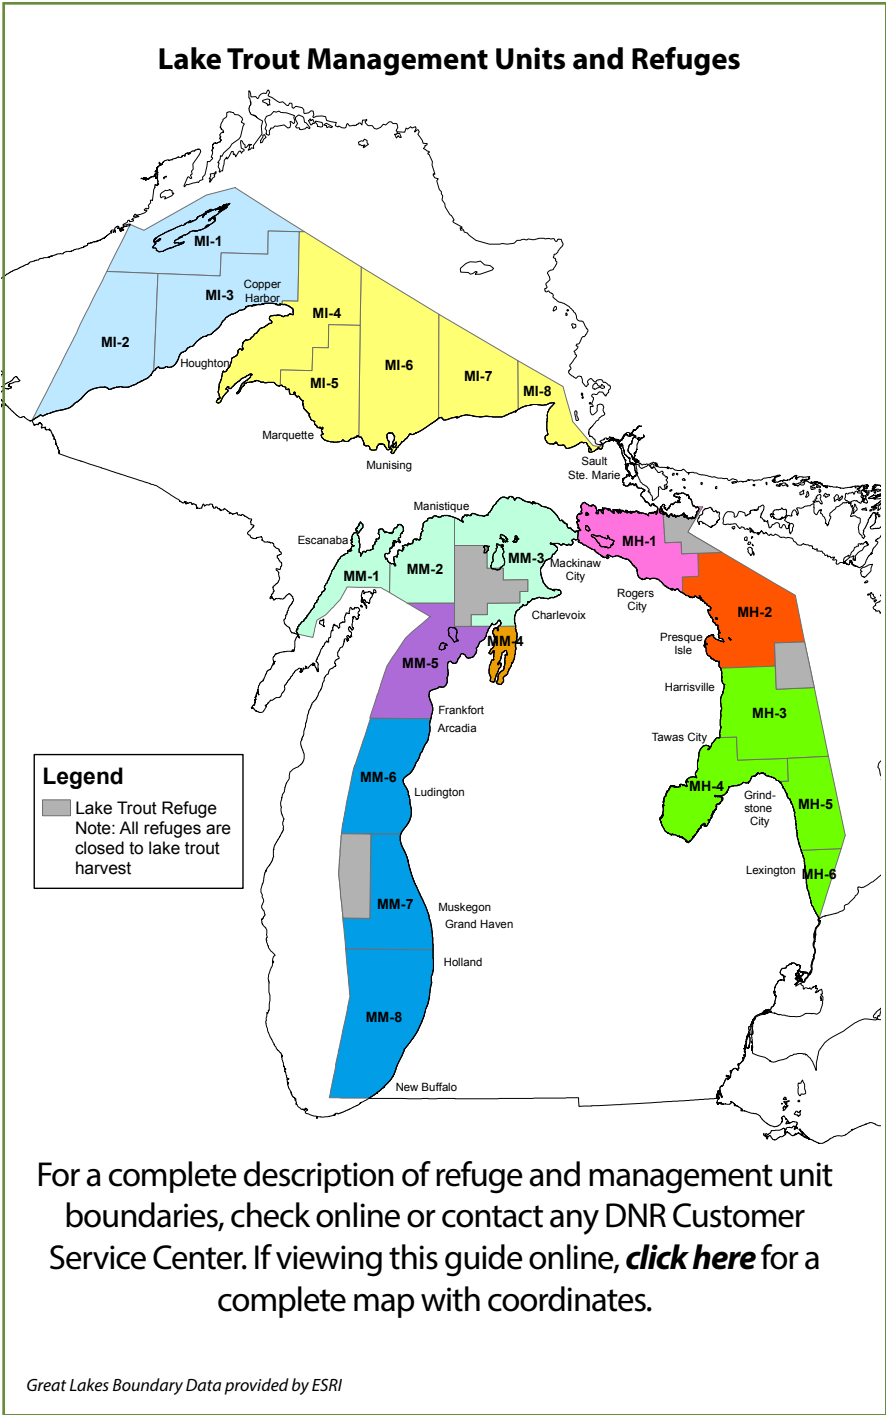 Lake Trout Management Units and Refuges
MI-1
MI-3
Copper
Harbor
MI-4
MI-2
Houghton
MI-6
MI-7
MI-5
MI-8
Marquette
Munising
Sault
Ste. Marie
Manistique
Escanaba
MM-1
MM-2
MM-3
Mackinaw
City
MH-1
Rogers
City
MH-2
Charlevoix
MM-4
Presque
Isle
MM-5
Harrisville
Frankfort
Arcadia
MH-3
Tawas City
MM-6
Ludington
MH-4
Grind-
stone
City
MH-5
Legend
Lake Trout Refuge
Note: All refuges are
closed to lake trout
harvest
Lexington
MH-6
MM-7
Muskegon
Grand Haven
Holland
MM-8
New Buffalo
For a complete description of refuge and management unit
boundaries, check online or contact any DNR Customer
Service Center. If viewing this guide online, click here for a
complete map with coordinates.
Great Lakes Boundary Data provided by ESRI